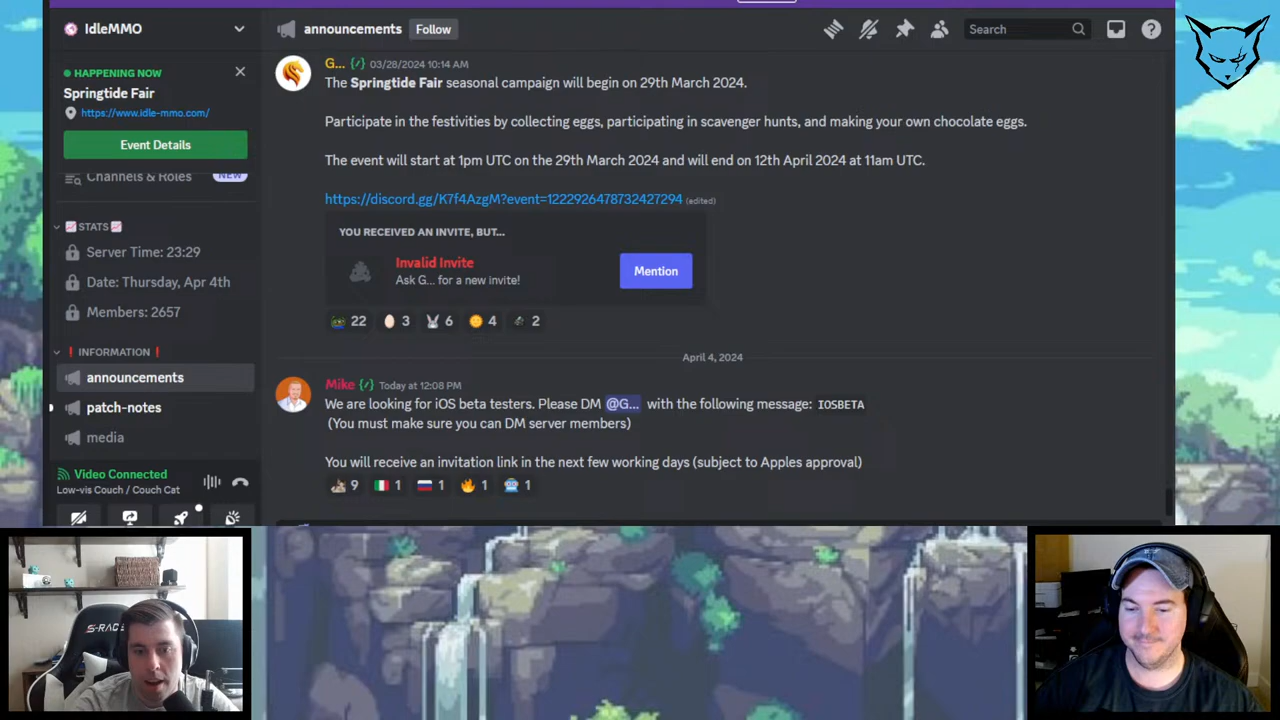 IdleMMO
HAPPENING NOW
Springtide Fair
https://www.idle-mmo.com/
Event Details
Channels & Roles
NEW
STATS
Server Time: 23:29
Date: Thursday, Apr 4th
Members: 2657
INFORMATION
announcements
patch-notes
media
Video Connected
Low-vis Couch / Couch Cat
announcements
Follow
Search
G... 03/28/2024 10:14 AM
The Springtide Fair seasonal campaign will begin on 29th March 2024.
Participate in the festivities by collecting eggs, participating in scavenger hunts, and making your own chocolate eggs.
The event will start at 1pm UTC on the 29th March 2024 and will end on 12th April 2024 at 11am UTC.
https://discord.gg/K7f4AzgM?event=1222926478732427294 (edited)
YOU RECEIVED AN INVITE, BUT...
Invalid Invite
Ask G... for a new invite!
Mention
22 3 6 4 2
April 4, 2024
Mike Today at 12:08 PM
We are looking for iOS beta testers. Please DM @G... with the following message: IOSBETA
(You must make sure you can DM server members)
You will receive an invitation link in the next few working days (subject to Apples approval)
9 1 1 1 1
S-RAC